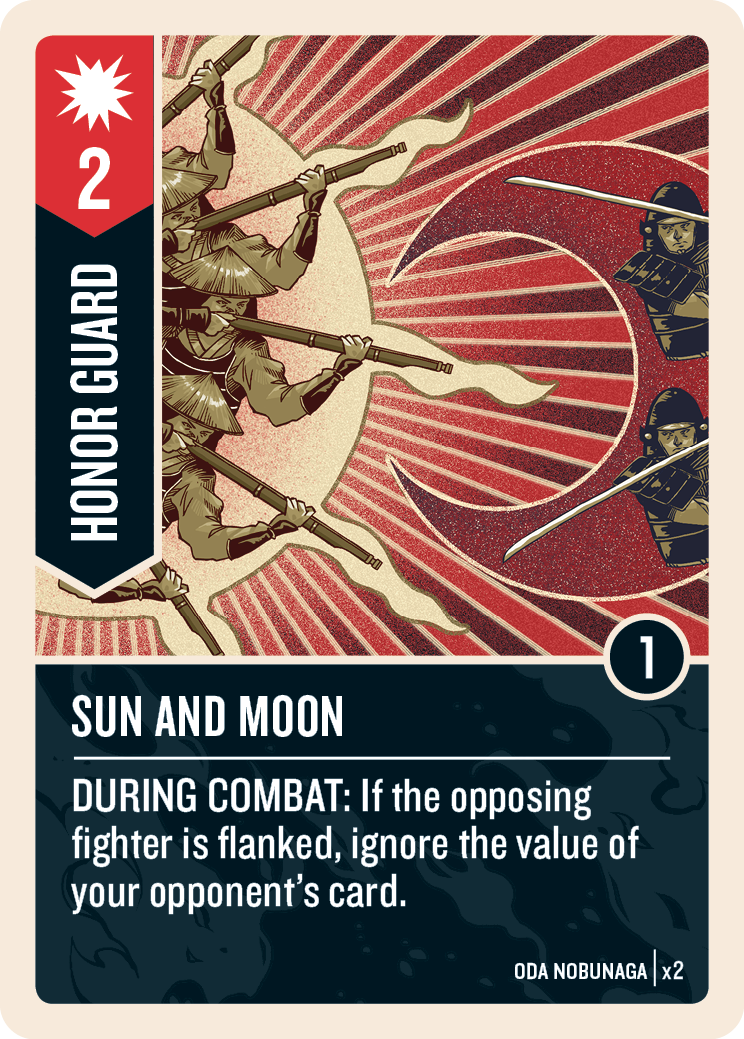 2
HONOR GUARD
1
SUN AND MOON
DURING COMBAT: If the opposing
fighter is flanked, ignore the value of
your opponent’s card.
ODA NOBUNAGA | x2